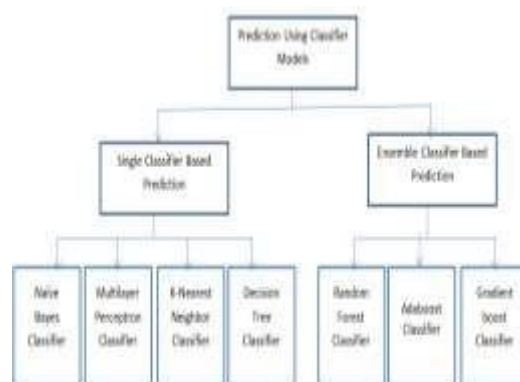 Prediction Using Classifier
Models
Single Classifier Based
Prediction
Ensemble Classifier Based
Prediction
Naive
Bayes
Classifier
Multilayer
Perceptron
Classifier
K-Nearest
Neighbor
Classifier
Decision
Tree
Classifier
Random
Forest
Classifier
Adaboost
Classifier
Gradient
boost
Classifier